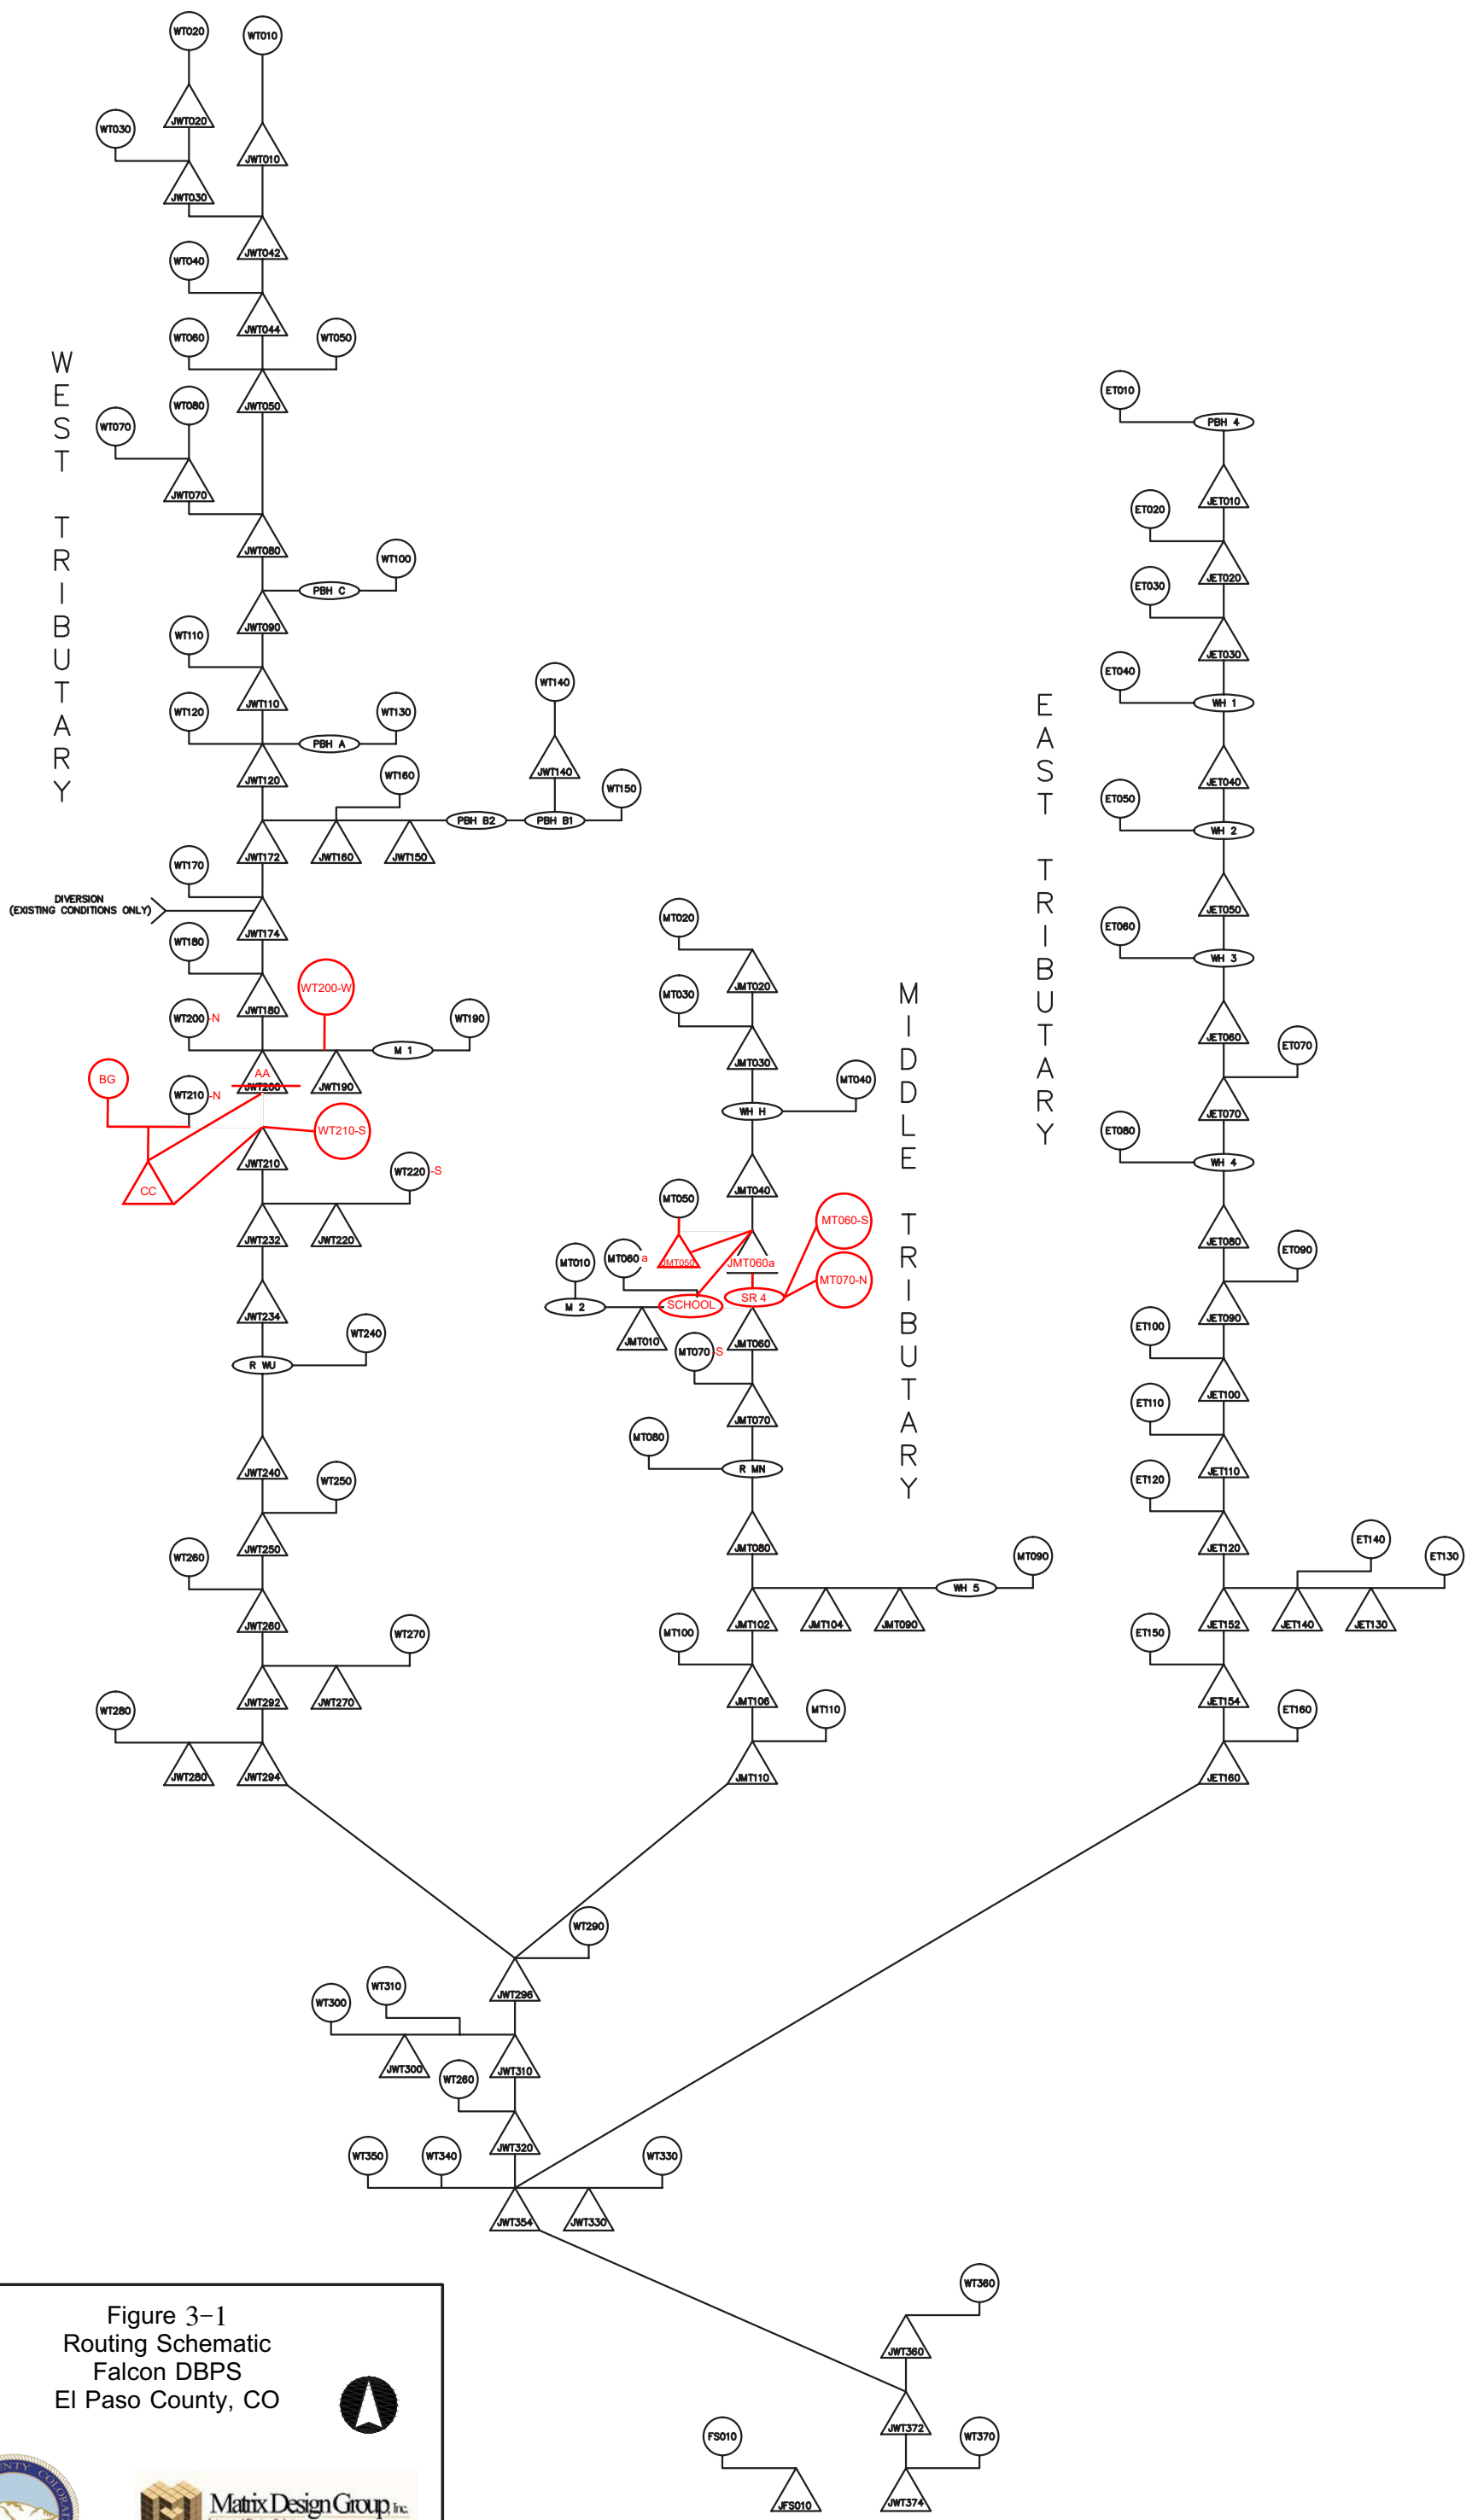 WT020
WT010
JWT020
WT030
JWT010
JWT030
JWT042
WT040
JWT044
WT060
WT050
WEST TRIBUTARY
JWT050
WT080
WT070
JWT070
JWT080
WT100
PBH C
JWT090
WT110
JWT110
WT120
WT130
PBH A
JWT120
WT140
JWT140
WT160
WT150
PBH B2
PBH B1
JWT172
JWT160
JWT150
WT170
DIVERSION
(EXISTING CONDITIONS ONLY)
JWT174
WT180
JWT180
WT200-W
WT200 -N
WT190
M 1
AA
JWT200
JWT190
BG
WT210 -N
WT210-S
JWT210
CC
WT220 -S
JWT232
JWT220
JWT234
WT240
R WU
JWT240
WT250
JWT250
WT260
JWT260
WT270
JWT292
JWT270
WT280
JWT280
JWT294
MIDDLE TRIBUTARY
MT020
JMT020
MT030
JMT030
MT040
WH H
JMT040
MT050
JMT050
MT060-S
MT060 a
JMT060a
MT070-N
MT010
M 2
SCHOOL
SR 4
JMT010
JMT060
MT070 -S
JMT070
MT080
R MN
JMT080
MT090
WH 5
JMT102
JMT104
JMT090
MT100
JMT106
MT110
JMT110
EAST TRIBUTARY
ET010
PBH 4
JET010
ET020
JET020
ET030
JET030
ET040
WH 1
JET040
ET050
WH 2
JET050
ET060
WH 3
JET060
ET070
JET070
ET080
WH 4
JET080
ET090
JET090
ET100
JET100
ET110
JET110
ET120
JET120
ET140
ET130
JET152
JET140
JET130
ET150
JET154
ET160
JET160
WT290
JWT296
WT310
WT300
JWT300
JWT310
WT260
JWT320
WT350
WT340
WT330
JWT354
JWT330
WT360
JWT360
JWT372
FS010
WT370
JFS010
JWT374
Figure 3-1
Routing Schematic
Falcon DBPS
El Paso County, CO
Matrix Design Group, Inc.